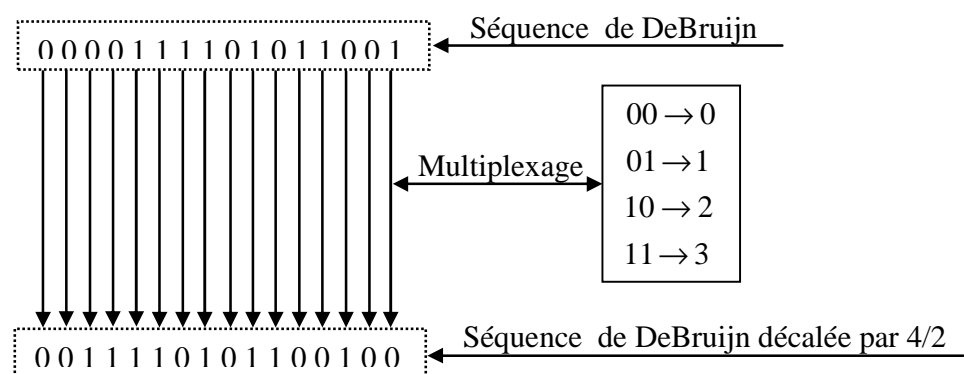 Séquence de DeBruijn
0 0 0 0 1 1 1 1 0 1 0 1 1 0 0 1
00 → 0
Multiplexage
01 → 1
10 → 2
11 → 3
Séquence de DeBruijn décalée par 4/2
0 0 1 1 1 1 0 1 0 1 1 0 0 1 0 0